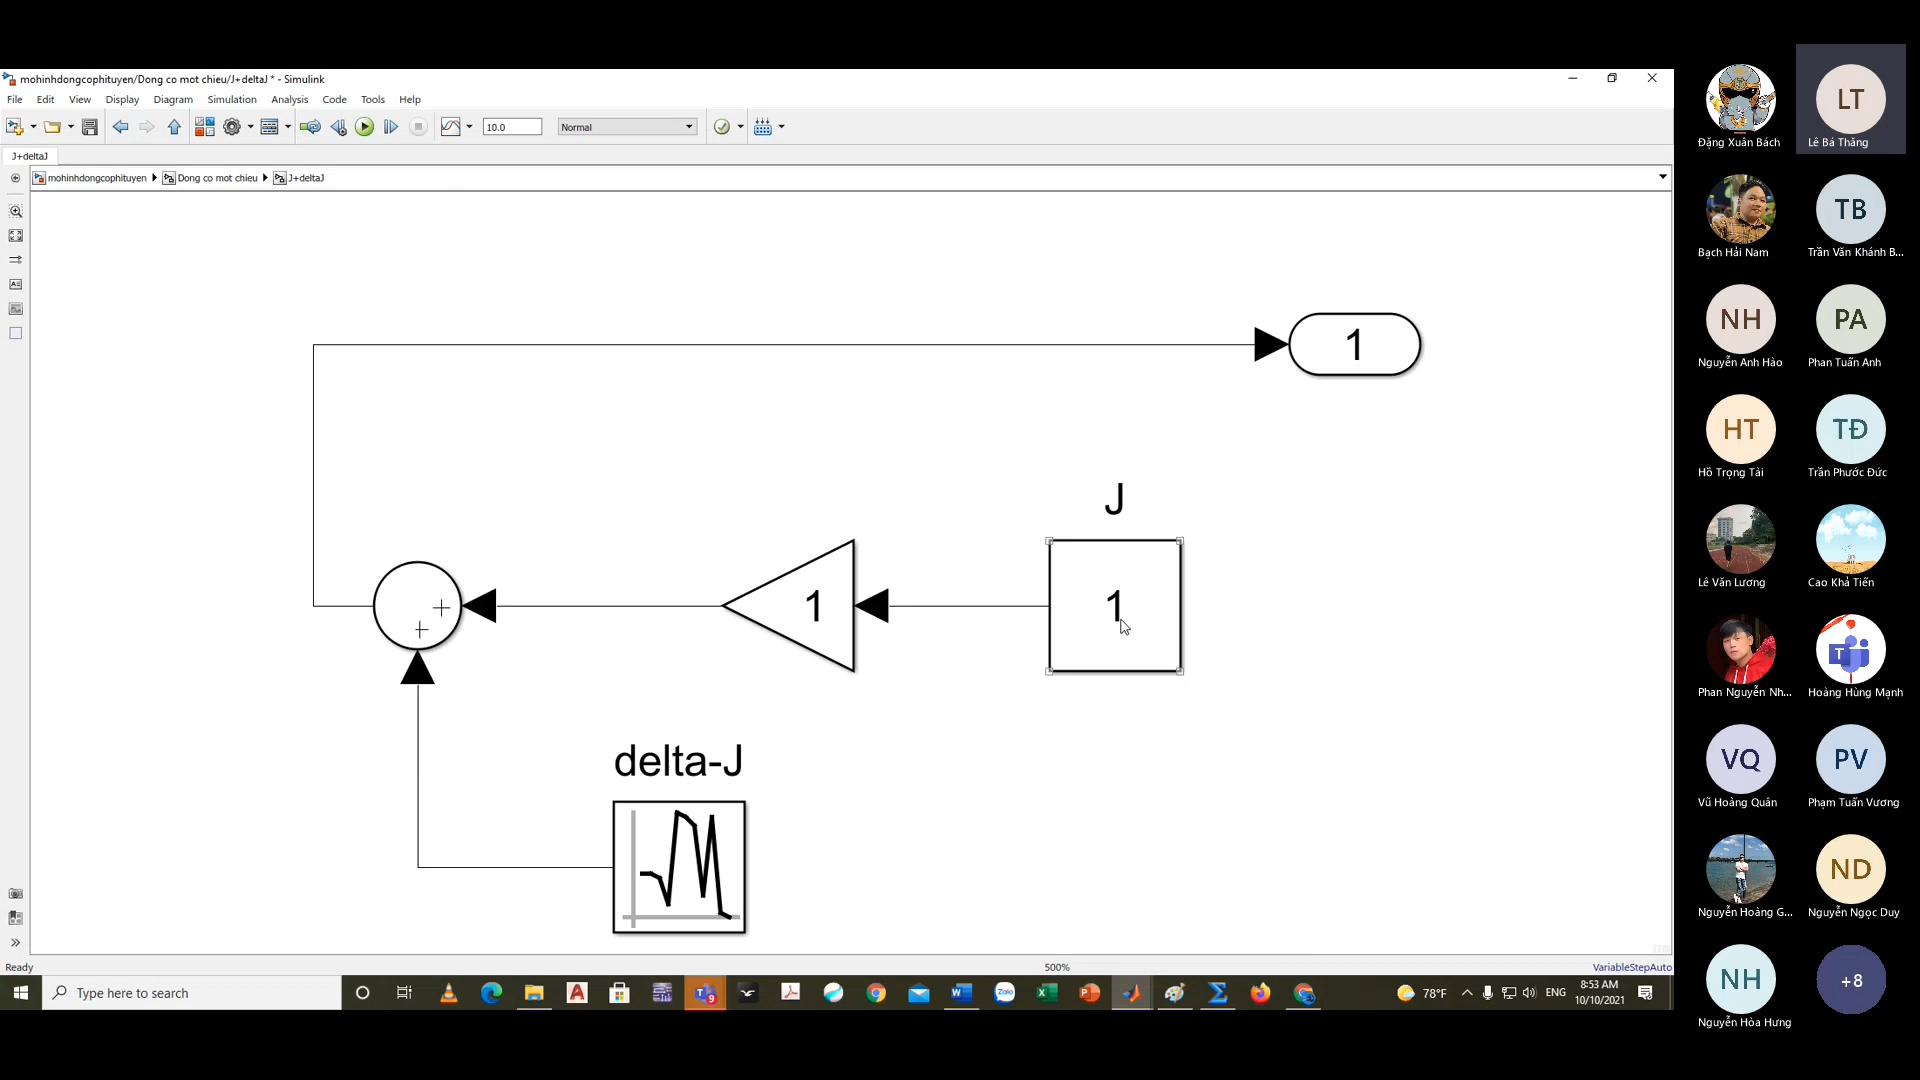 mohinhdongcophituyen/Dong co mot chieu/J+deltaJ * - Simulink
File Edit View Display Diagram Simulation Analysis Code Tools Help
10.0 Normal
J+deltaJ
mohinhdongcophituyen Dong co mot chieu J+deltaJ
1
J
1
1
delta-J
Ready 500% VariableStepAuto
Type here to search
9
Zalo
78°F ENG
8:53 AM
10/10/2021
LT
Đặng Xuân Bách Lê Bá Thăng
TB
Bạch Hải Nam Trần Văn Khánh B...
NH PA
Nguyễn Anh Hào Phan Tuấn Anh
HT TĐ
Hồ Trọng Tài Trần Phước Đức
Lê Văn Lương Cao Khả Tiến
Phan Nguyễn Nh... Hoàng Hùng Mạnh
VQ PV
Vũ Hoàng Quân Phạm Tuấn Vương
ND
Nguyễn Hoàng G... Nguyễn Ngọc Duy
NH +8
Nguyễn Hòa Hưng